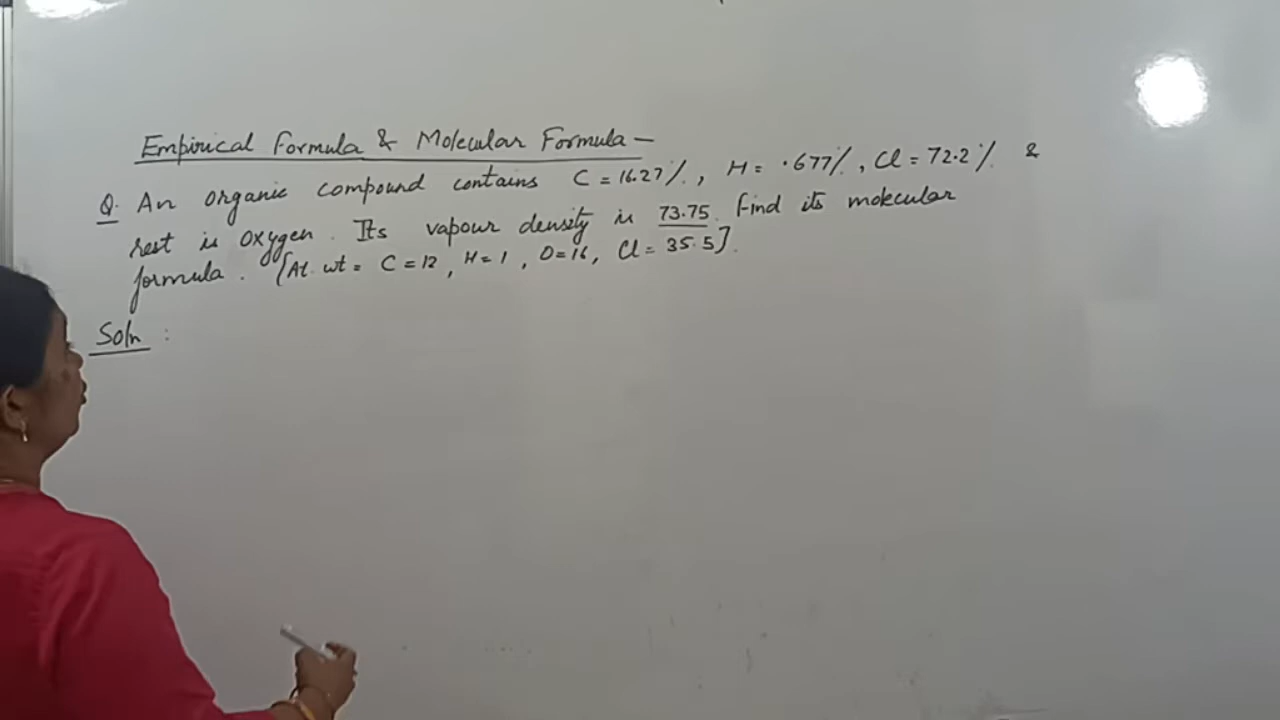 Empirical Formula & Molecular Formula —
Q. An organic compound contains C = 16.27%, H = .677%, Cl = 72.2% &
rest is oxygen. Its vapour density is 73.75. Find its molecular
formula. [At. wt = C = 12, H = 1, O = 16, Cl = 35.5].
Soln :